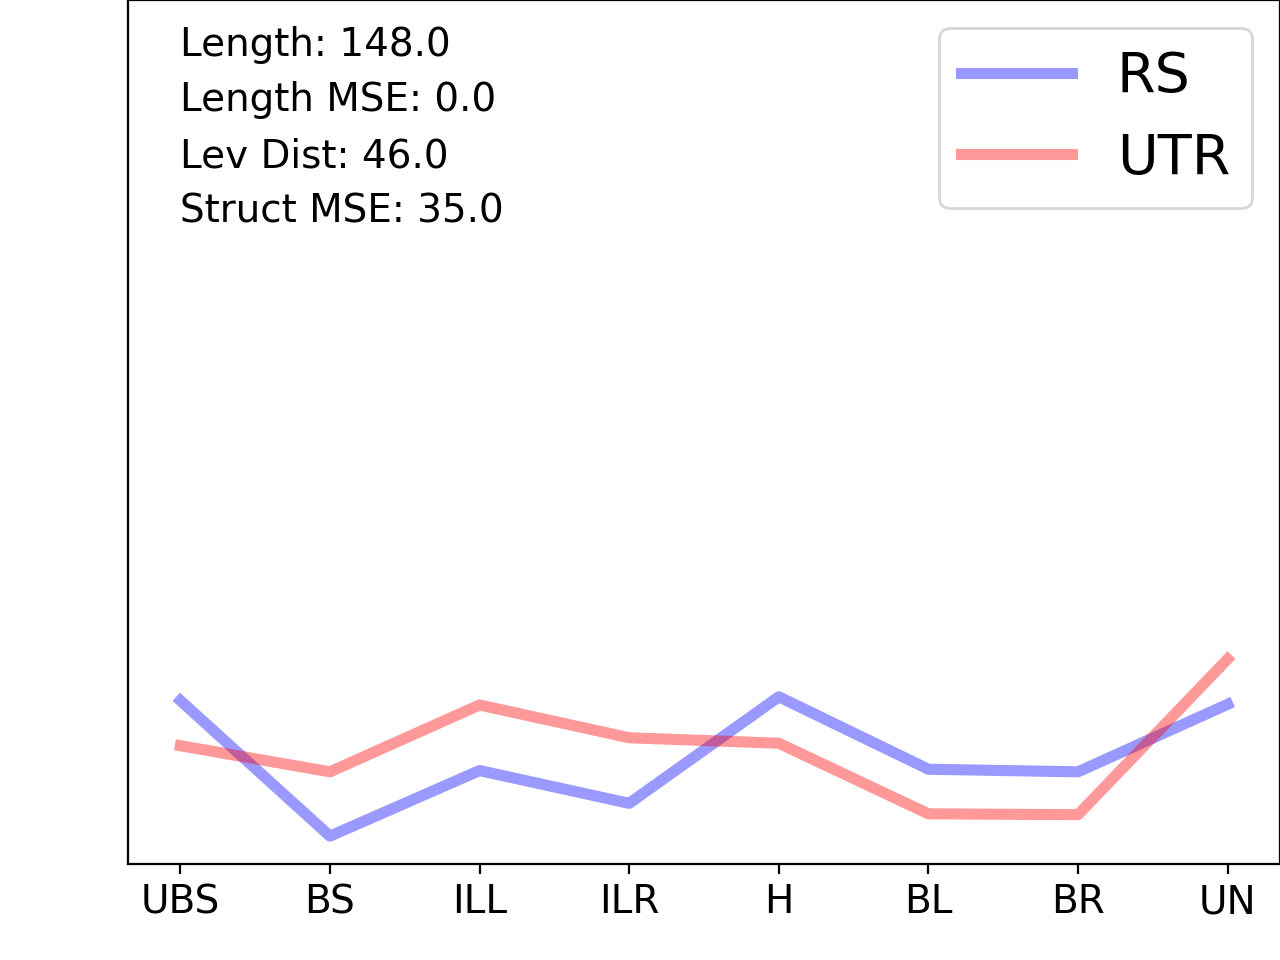 Length: 148.0
Length MSE: 0.0
Lev Dist: 46.0
Struct MSE: 35.0
RS
UTR
UBS BS ILL ILR H BL BR UN